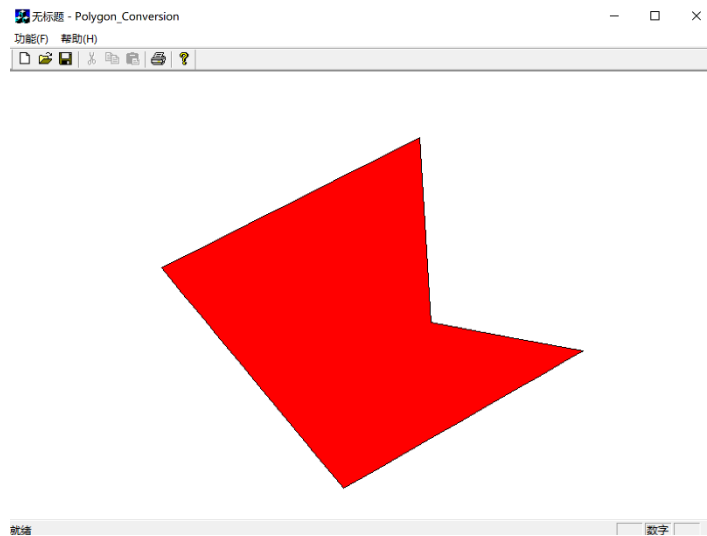 无标题 - Polygon_Conversion
功能(F) 帮助(H)
就绪
数字